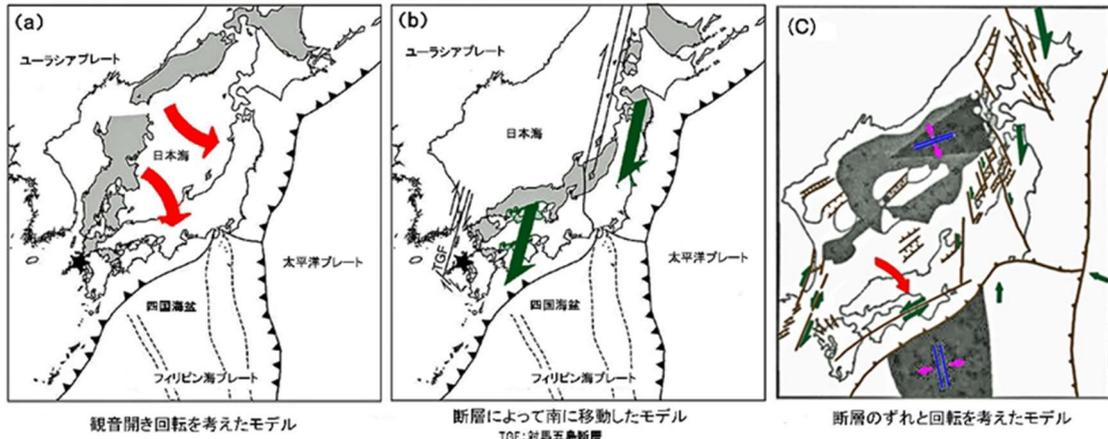 (a)
ユーラシアプレート
日本海
太平洋プレート
四国海盆
フィリピン海プレート
観音開き回転を考えたモデル
(b)
ユーラシアプレート
日本海
TGF
太平洋プレート
四国海盆
フィリピン海プレート
断層によって南に移動したモデル
TGF:対馬五島断層
(C)
断層のずれと回転を考えたモデル